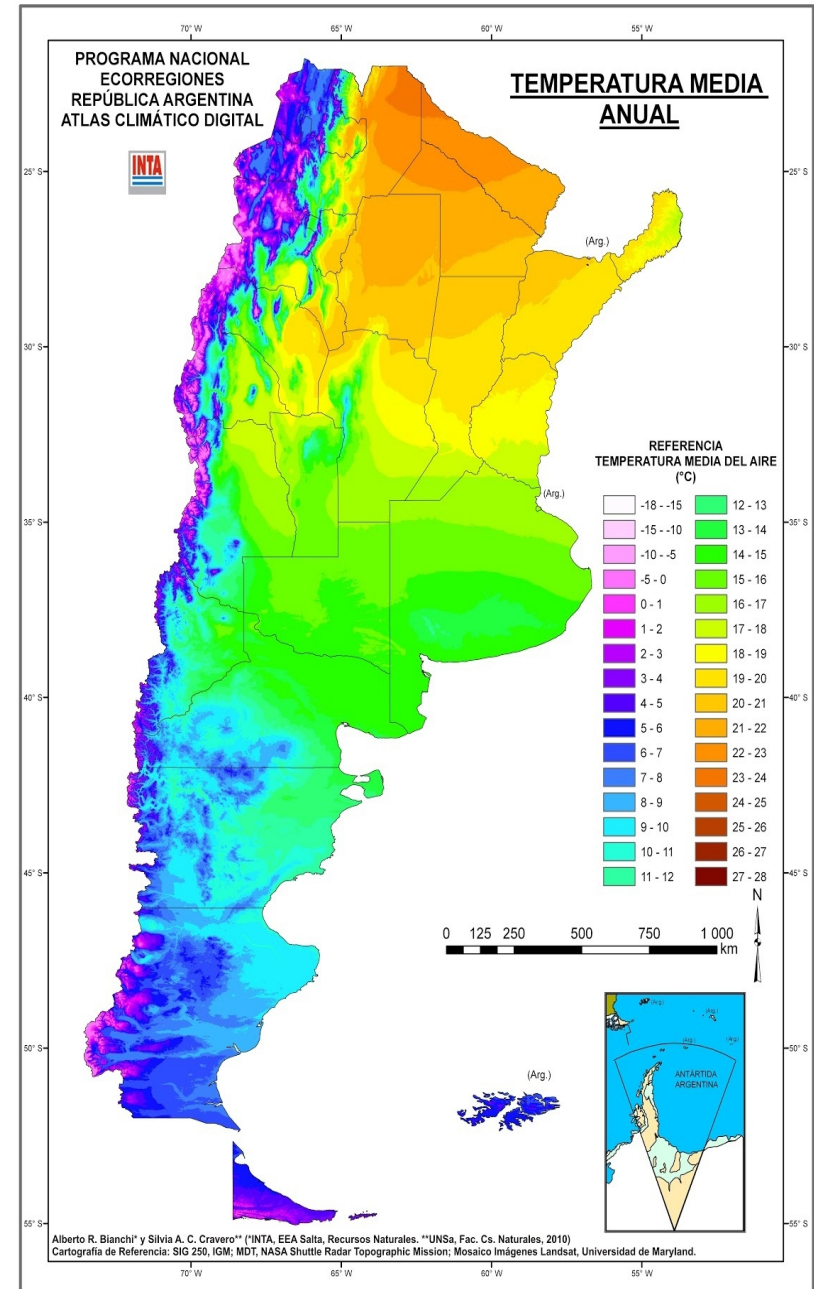 70° W
65° W
60° W
55° W
PROGRAMA NACIONAL
ECORREGIONES
REPÚBLICA ARGENTINA
ATLAS CLIMÁTICO DIGITAL
INTA
TEMPERATURA MEDIA
ANUAL
25° S
25° S
(Arg.)
30° S
30° S
REFERENCIA
TEMPERATURA MEDIA DEL AIRE
(°C)
(Arg.)
35° S
35° S
-18 - -15
-15 - -10
-10 - -5
-5 - 0
0 - 1
1 - 2
2 - 3
3 - 4
4 - 5
5 - 6
6 - 7
7 - 8
8 - 9
9 - 10
10 - 11
11 - 12
12 - 13
13 - 14
14 - 15
15 - 16
16 - 17
17 - 18
18 - 19
19 - 20
20 - 21
21 - 22
22 - 23
23 - 24
24 - 25
25 - 26
26 - 27
27 - 28
40° S
40° S
45° S
45° S
N
0 125 250 500 750 1 000
km
50° S
50° S
(Arg.)
(Arg.)
(Arg.)
(Arg.)
(Arg.)
ANTÁRTIDA
ARGENTINA
55° S
55° S
Alberto R. Bianchi* y Silvia A. C. Cravero** (*INTA, EEA Salta, Recursos Naturales. **UNSa, Fac. Cs. Naturales, 2010)
Cartografía de Referencia: SIG 250, IGM; MDT, NASA Shuttle Radar Topographic Mission; Mosaico Imágenes Landsat, Universidad de Maryland.
70° W
65° W
60° W
55° W